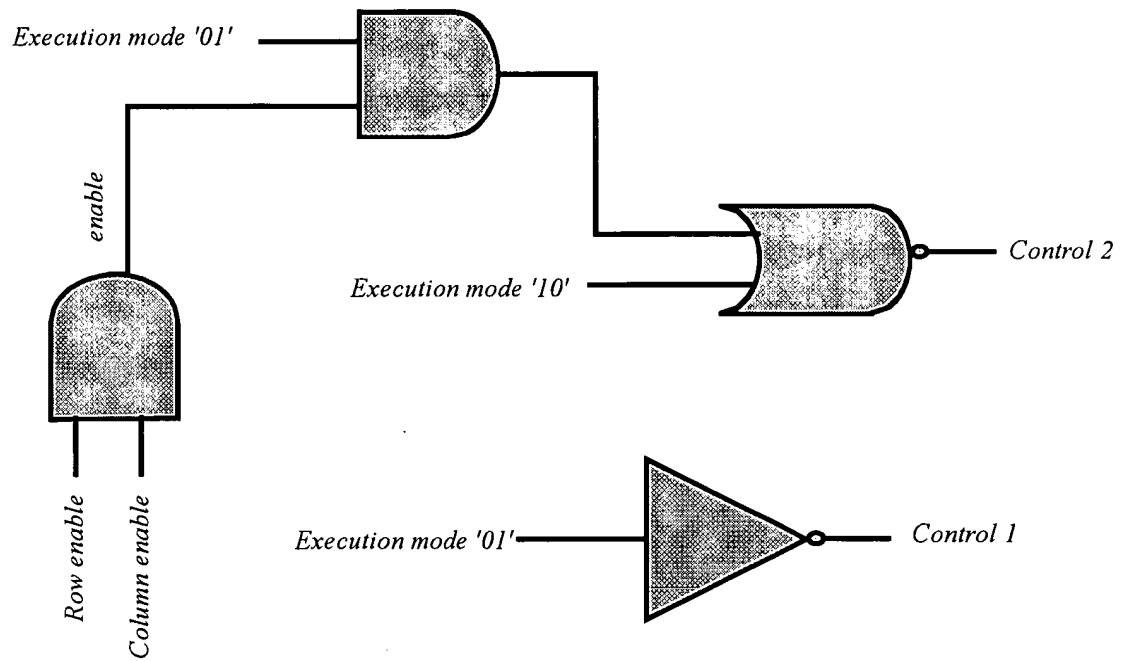 Execution mode '01'
enable
Control 2
Execution mode '10'
Row enable
Column enable
Execution mode '01'
Control 1